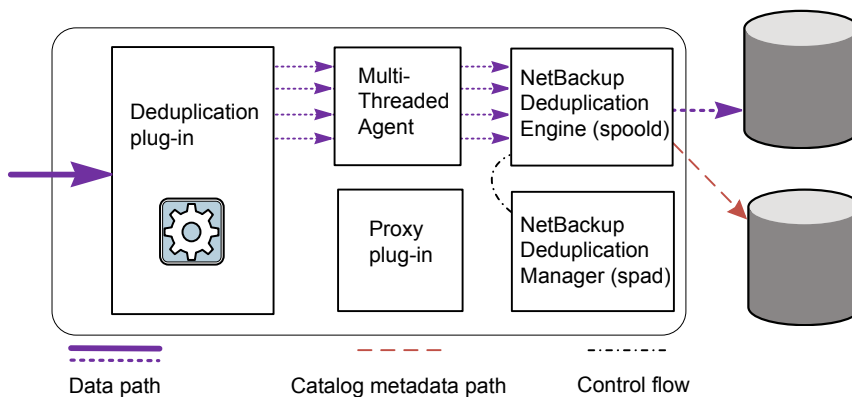 Deduplication
plug-in
Multi-
Threaded
Agent
NetBackup
Deduplication
Engine (spoold)
Proxy
plug-in
NetBackup
Deduplication
Manager (spad)
Data path
Catalog metadata path
Control flow